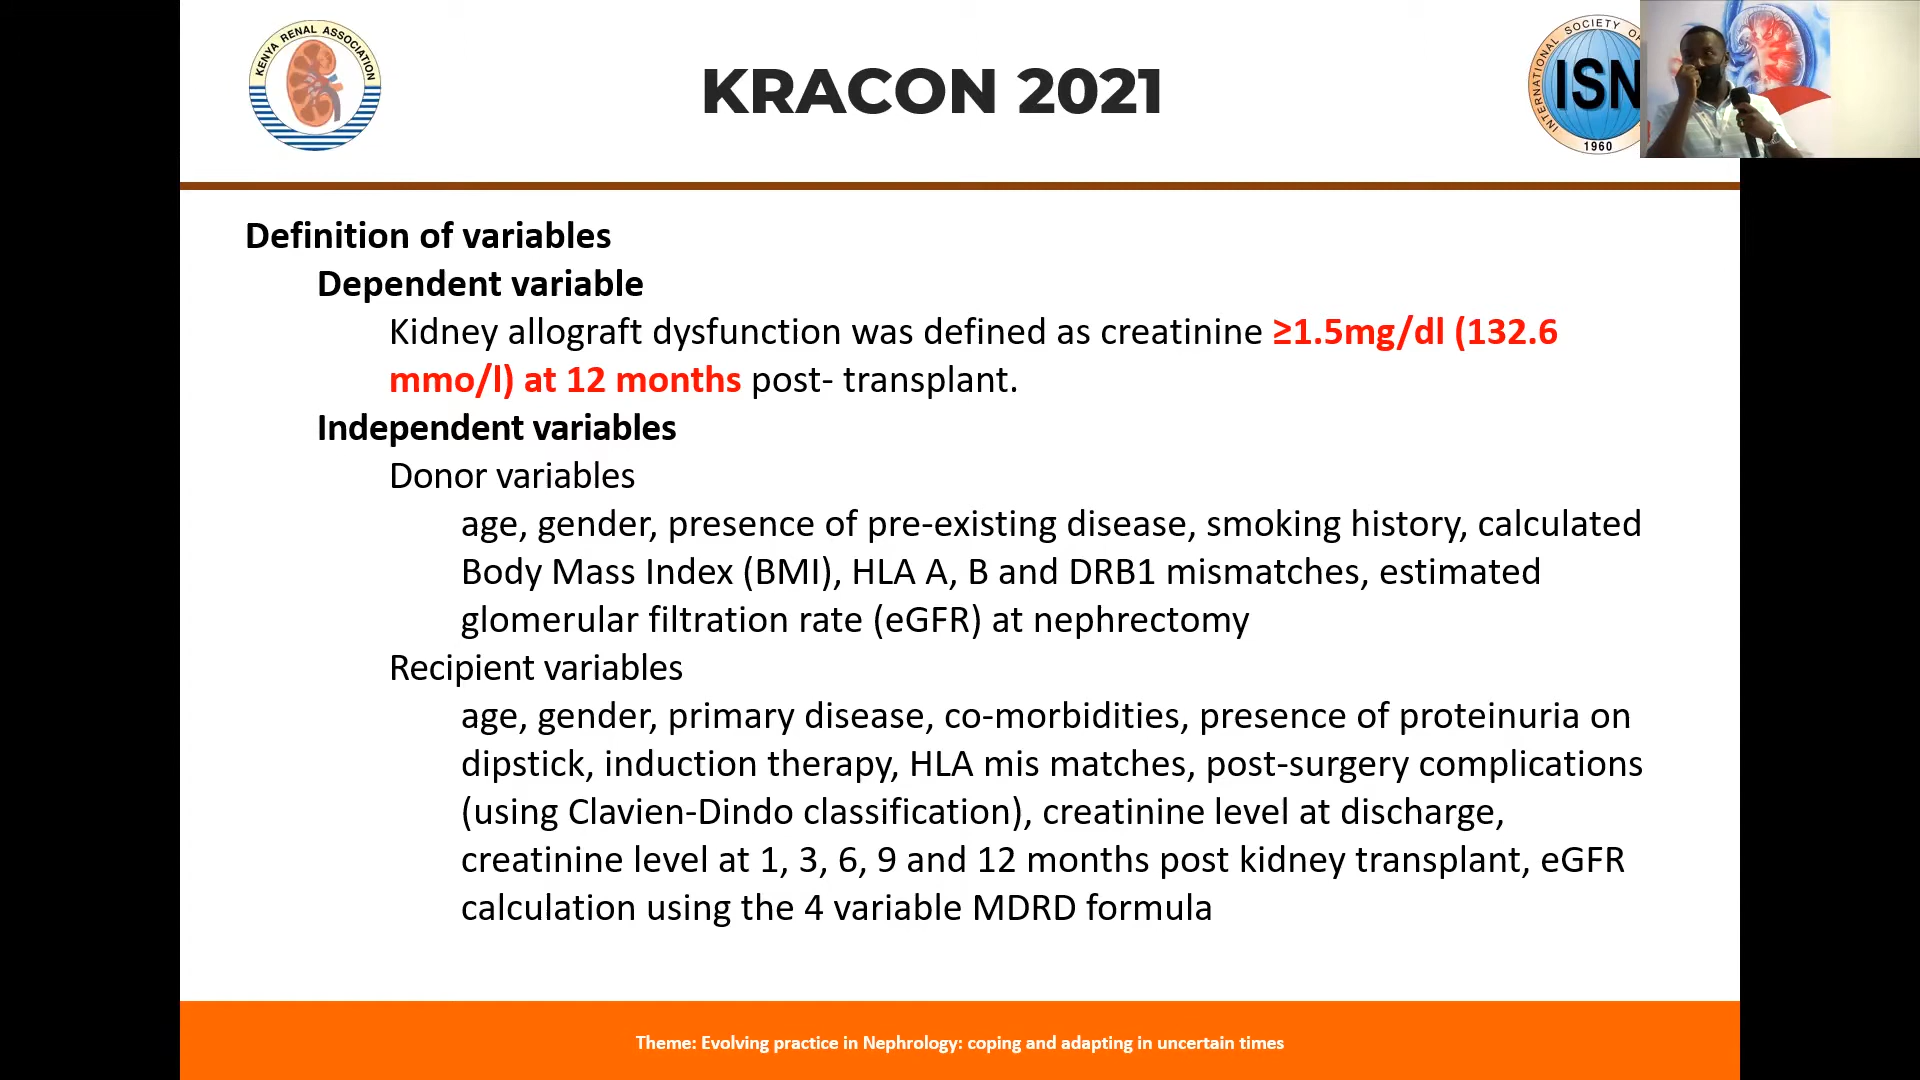 KENYA RENAL ASSOCIATION
KRACON 2021
INTERNATIONAL SOCIETY OF
ISN
1960
Definition of variables
Dependent variable
Kidney allograft dysfunction was defined as creatinine ≥1.5mg/dl (132.6
mmo/l) at 12 months post- transplant.
Independent variables
Donor variables
age, gender, presence of pre-existing disease, smoking history, calculated
Body Mass Index (BMI), HLA A, B and DRB1 mismatches, estimated
glomerular filtration rate (eGFR) at nephrectomy
Recipient variables
age, gender, primary disease, co-morbidities, presence of proteinuria on
dipstick, induction therapy, HLA mis matches, post-surgery complications
(using Clavien-Dindo classification), creatinine level at discharge,
creatinine level at 1, 3, 6, 9 and 12 months post kidney transplant, eGFR
calculation using the 4 variable MDRD formula
Theme: Evolving practice in Nephrology: coping and adapting in uncertain times